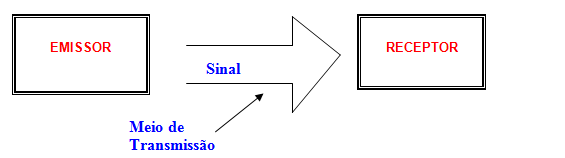 EMISSOR
Sinal
RECEPTOR
Meio de
Transmissão